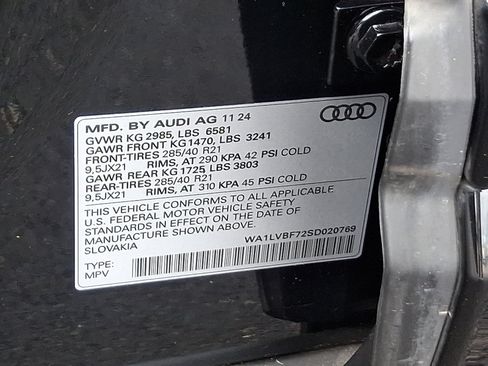 MFD. BY AUDI AG 11 24
GVWR KG 2985, LBS 6581
GAWR FRONT KG1470, LBS 3241
FRONT-TIRES 285/40 R21
9,5JX21 RIMS, AT 290 KPA 42 PSI COLD
GAWR REAR KG 1725, LBS 3803
REAR-TIRES 285/40 R21
9,5JX21 RIMS, AT 310 KPA 45 PSI COLD
THIS VEHICLE CONFORMS TO ALL APPLICABLE
U.S. FEDERAL MOTOR VEHICLE SAFETY
STANDARDS IN EFFECT ON THE DATE OF
MANUFACTURE SHOWN ABOVE.
SLOVAKIA
WA1LVBF72SD020769
TYPE:
MPV